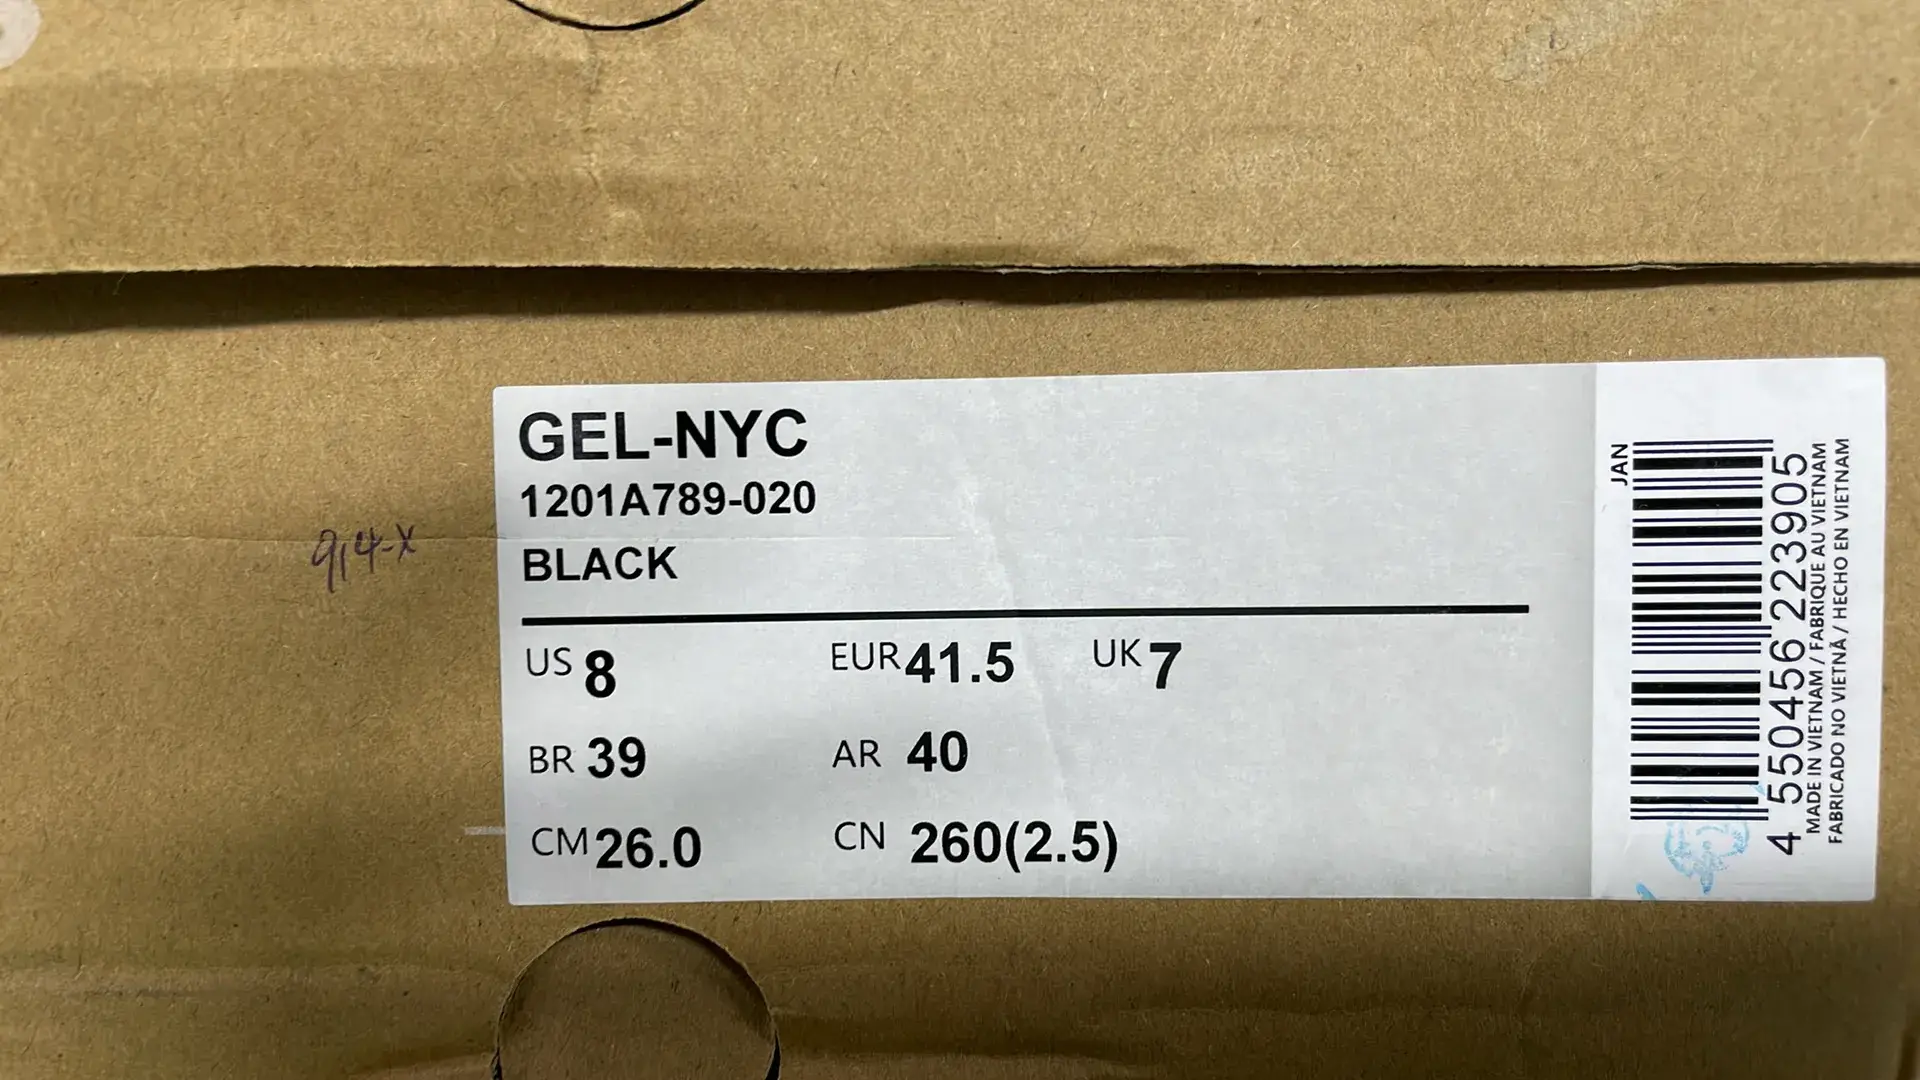 GEL-NYC
1201A789-020
BLACK
US 8 EUR 41.5 UK 7
BR 39 AR 40
CM 26.0 CN 260(2.5)
JAN
4 550456 223905
MADE IN VIETNAM / FABRIQUE AU VIETNAM
FABRICADO NO VIETNÃ / HECHO EN VIETNAM